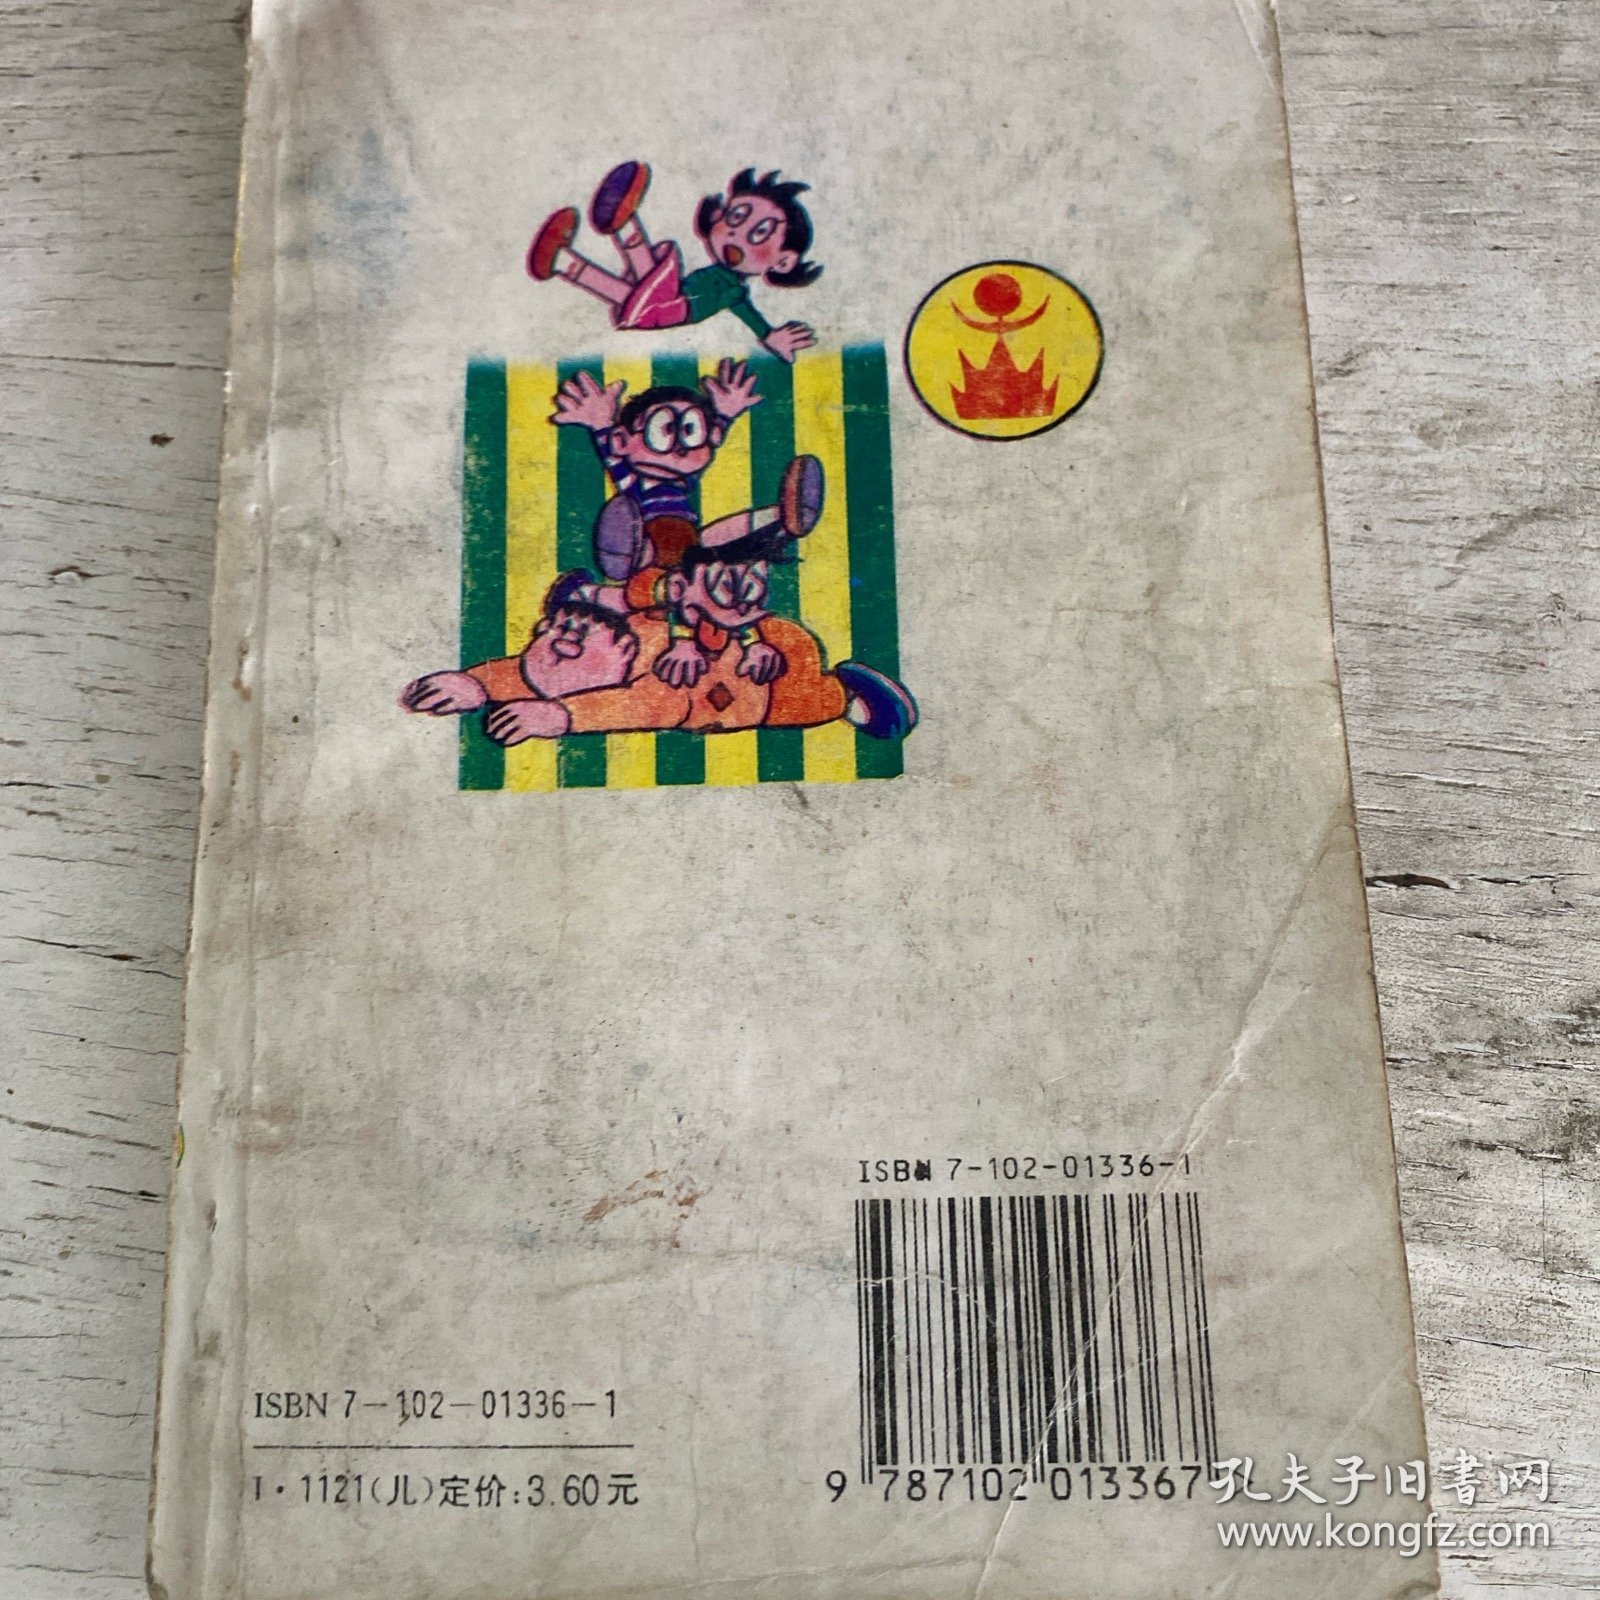 ISBN 7-102-01336-1
ISBN 7-102-01336-1
I·1121(儿)定价:3.60元
9 787102 013367 >
孔夫子旧书网
www.kongfz.com